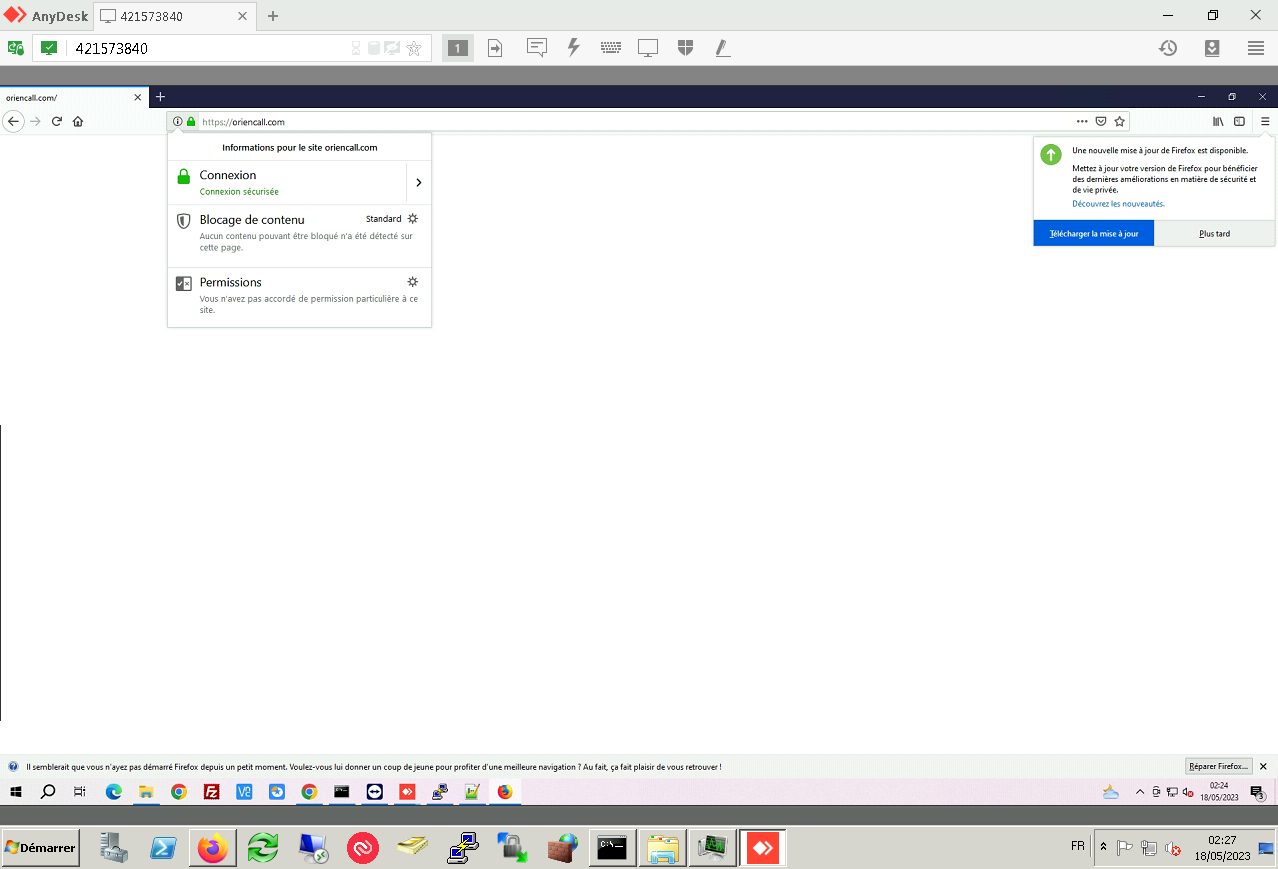 AnyDesk
421573840
421573840
1
oriencall.com/
https://oriencall.com
Informations pour le site oriencall.com
Connexion
Connexion sécurisée
Blocage de contenu
Standard
Aucun contenu pouvant être bloqué n'a été détecté sur
cette page.
Permissions
Vous n'avez pas accordé de permission particulière à ce
site.
Une nouvelle mise à jour de Firefox est disponible.
Mettez à jour votre version de Firefox pour bénéficier
des dernières améliorations en matière de sécurité et
de vie privée.
Découvrez les nouveautés.
Télécharger la mise à jour
Plus tard
Il semblerait que vous n'ayez pas démarré Firefox depuis un petit moment. Voulez-vous lui donner un coup de jeune pour profiter d'une meilleure navigation ? Au fait, ça fait plaisir de vous retrouver !
Réparer Firefox...
02:24
18/05/2023
3
Démarrer
C:\_
FR
02:27
18/05/2023